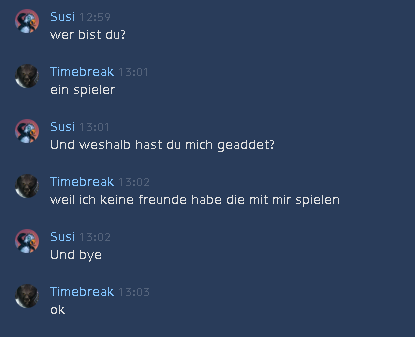 Susi 12:59
wer bist du?
Timebreak 13:01
ein spieler
Susi 13:01
Und weshalb hast du mich geaddet?
Timebreak 13:02
weil ich keine freunde habe die mit mir spielen
Susi 13:02
Und bye
Timebreak 13:03
ok